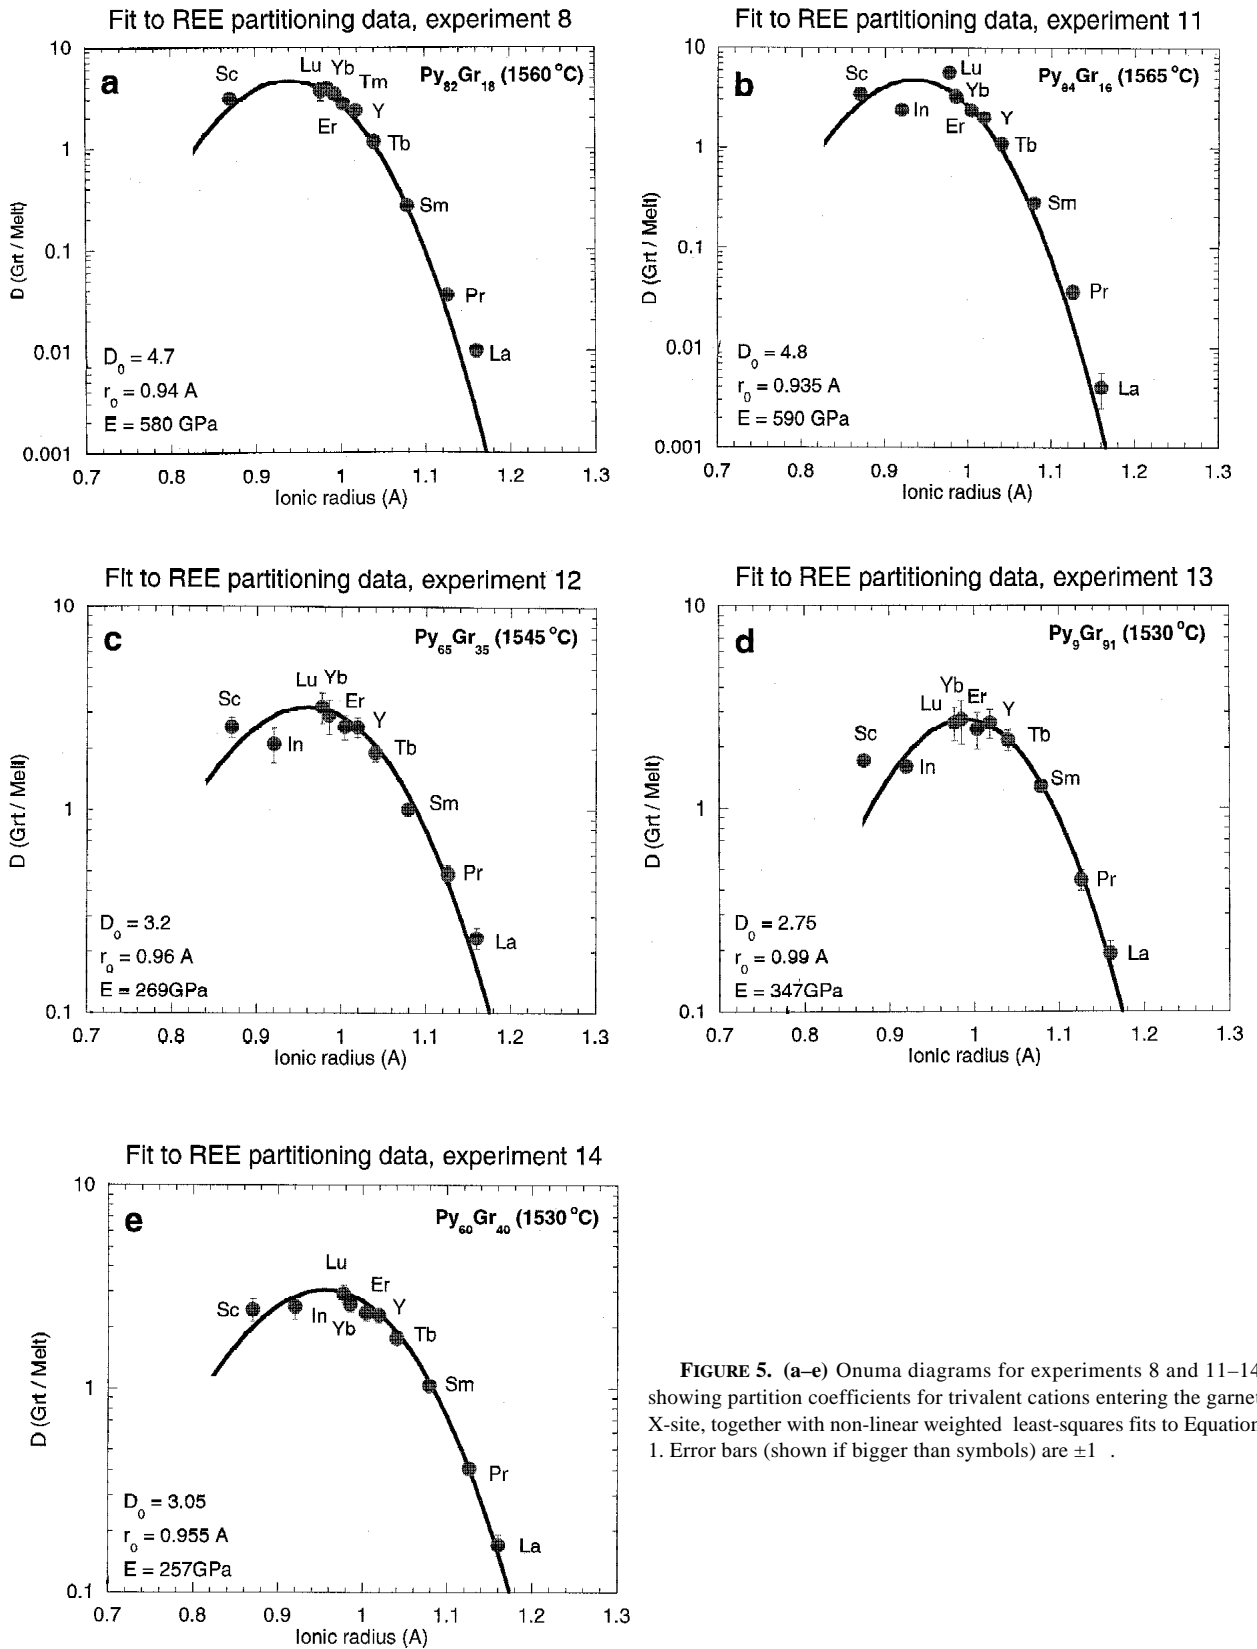 Fit to REE partitioning data, experiment 8
a
Py82Gr18 (1560 °C)
Sc
Lu
Yb
Tm
Er
Y
Tb
Sm
Pr
La
D0 = 4.7
r0 = 0.94 A
E = 580 GPa
10
1
0.1
0.01
0.001
0.7 0.8 0.9 1 1.1 1.2 1.3
Ionic radius (A)
D (Grt / Melt)
Fit to REE partitioning data, experiment 11
b
Py84Gr16 (1565 °C)
Sc
Lu
In
Yb
Er
Y
Tb
Sm
Pr
La
D0 = 4.8
r0 = 0.935 A
E = 590 GPa
10
1
0.1
0.01
0.001
0.7 0.8 0.9 1 1.1 1.2 1.3
Ionic radius (A)
D (Grt / Melt)
Fit to REE partitioning data, experiment 12
c
Py65Gr35 (1545 °C)
Sc
Lu
Yb
In
Er
Y
Tb
Sm
Pr
La
D0 = 3.2
r0 = 0.96 A
E = 269GPa
10
1
0.1
0.7 0.8 0.9 1 1.1 1.2 1.3
Ionic radius (A)
D (Grt / Melt)
Fit to REE partitioning data, experiment 13
d
Py9Gr91 (1530 °C)
Sc
In
Lu
Yb
Er
Y
Tb
Sm
Pr
La
D0 = 2.75
r0 = 0.99 A
E = 347GPa
10
1
0.1
0.7 0.8 0.9 1 1.1 1.2 1.3
Ionic radius (A)
D (Grt / Melt)
Fit to REE partitioning data, experiment 14
e
Py60Gr40 (1530 °C)
Sc
In
Lu
Yb
Er
Y
Tb
Sm
Pr
La
D0 = 3.05
r0 = 0.955 A
E = 257GPa
10
1
0.1
0.7 0.8 0.9 1 1.1 1.2 1.3
Ionic radius (A)
D (Grt / Melt)
FIGURE 5. (a–e) Onuma diagrams for experiments 8 and 11–14
showing partition coefficients for trivalent cations entering the garnet
X-site, together with non-linear weighted least-squares fits to Equation
1. Error bars (shown if bigger than symbols) are ±1 .